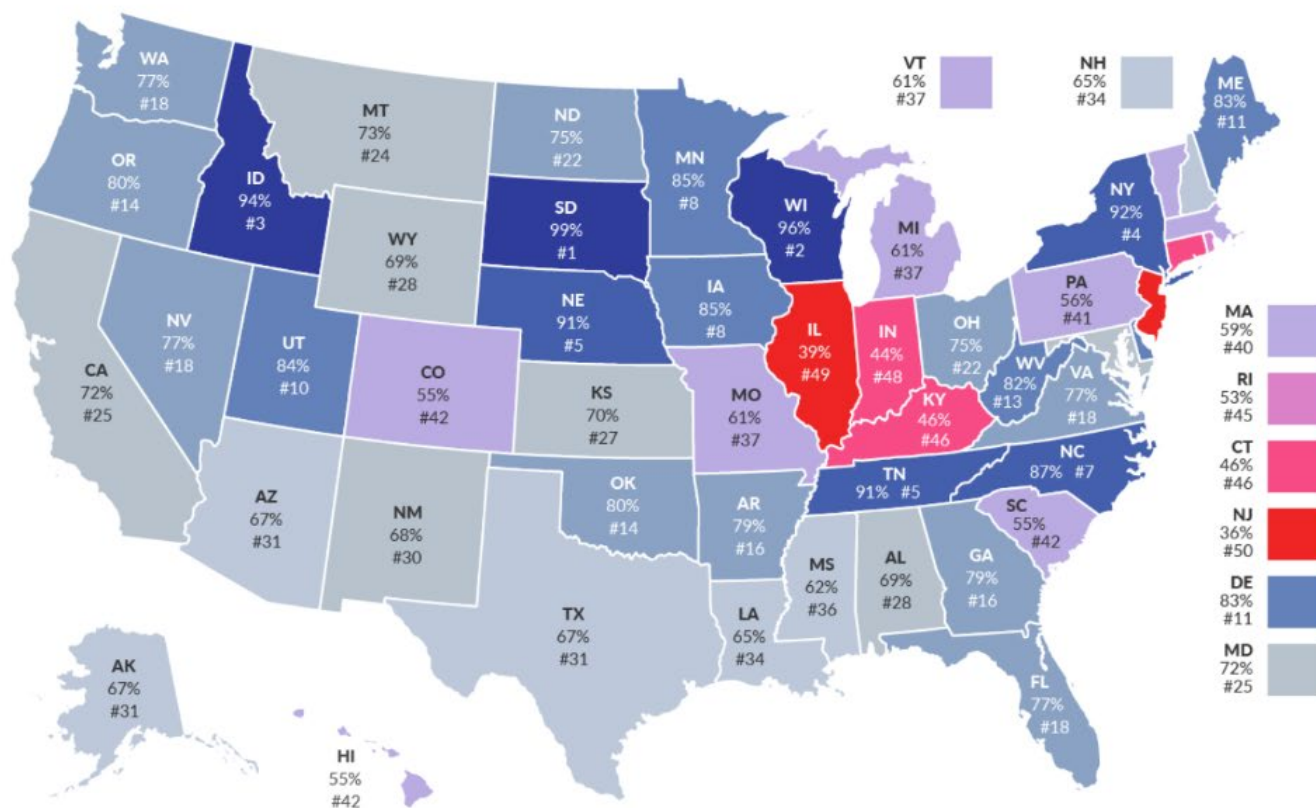 WA
77%
#18
OR
80%
#14
CA
72%
#25
NV
77%
#18
ID
94%
#3
MT
73%
#24
WY
69%
#28
UT
84%
#10
CO
55%
#42
AZ
67%
#31
NM
68%
#30
ND
75%
#22
SD
99%
#1
NE
91%
#5
KS
70%
#27
OK
80%
#14
TX
67%
#31
MN
85%
#8
IA
85%
#8
MO
61%
#37
AR
79%
#16
LA
65%
#34
WI
96%
#2
IL
39%
#49
MI
61%
#37
IN
44%
#48
KY
46%
#46
TN
91% #5
MS
62%
#36
AL
69%
#28
OH
75%
#22
WV
82%
#13
VA
77%
#18
NC
87% #7
SC
55%
#42
GA
79%
#16
FL
77%
#18
PA
56%
#41
NY
92%
#4
VT
61%
#37
NH
65%
#34
ME
83%
#11
MA
59%
#40
RI
53%
#45
CT
46%
#46
NJ
36%
#50
DE
83%
#11
MD
72%
#25
AK
67%
#31
HI
55%
#42